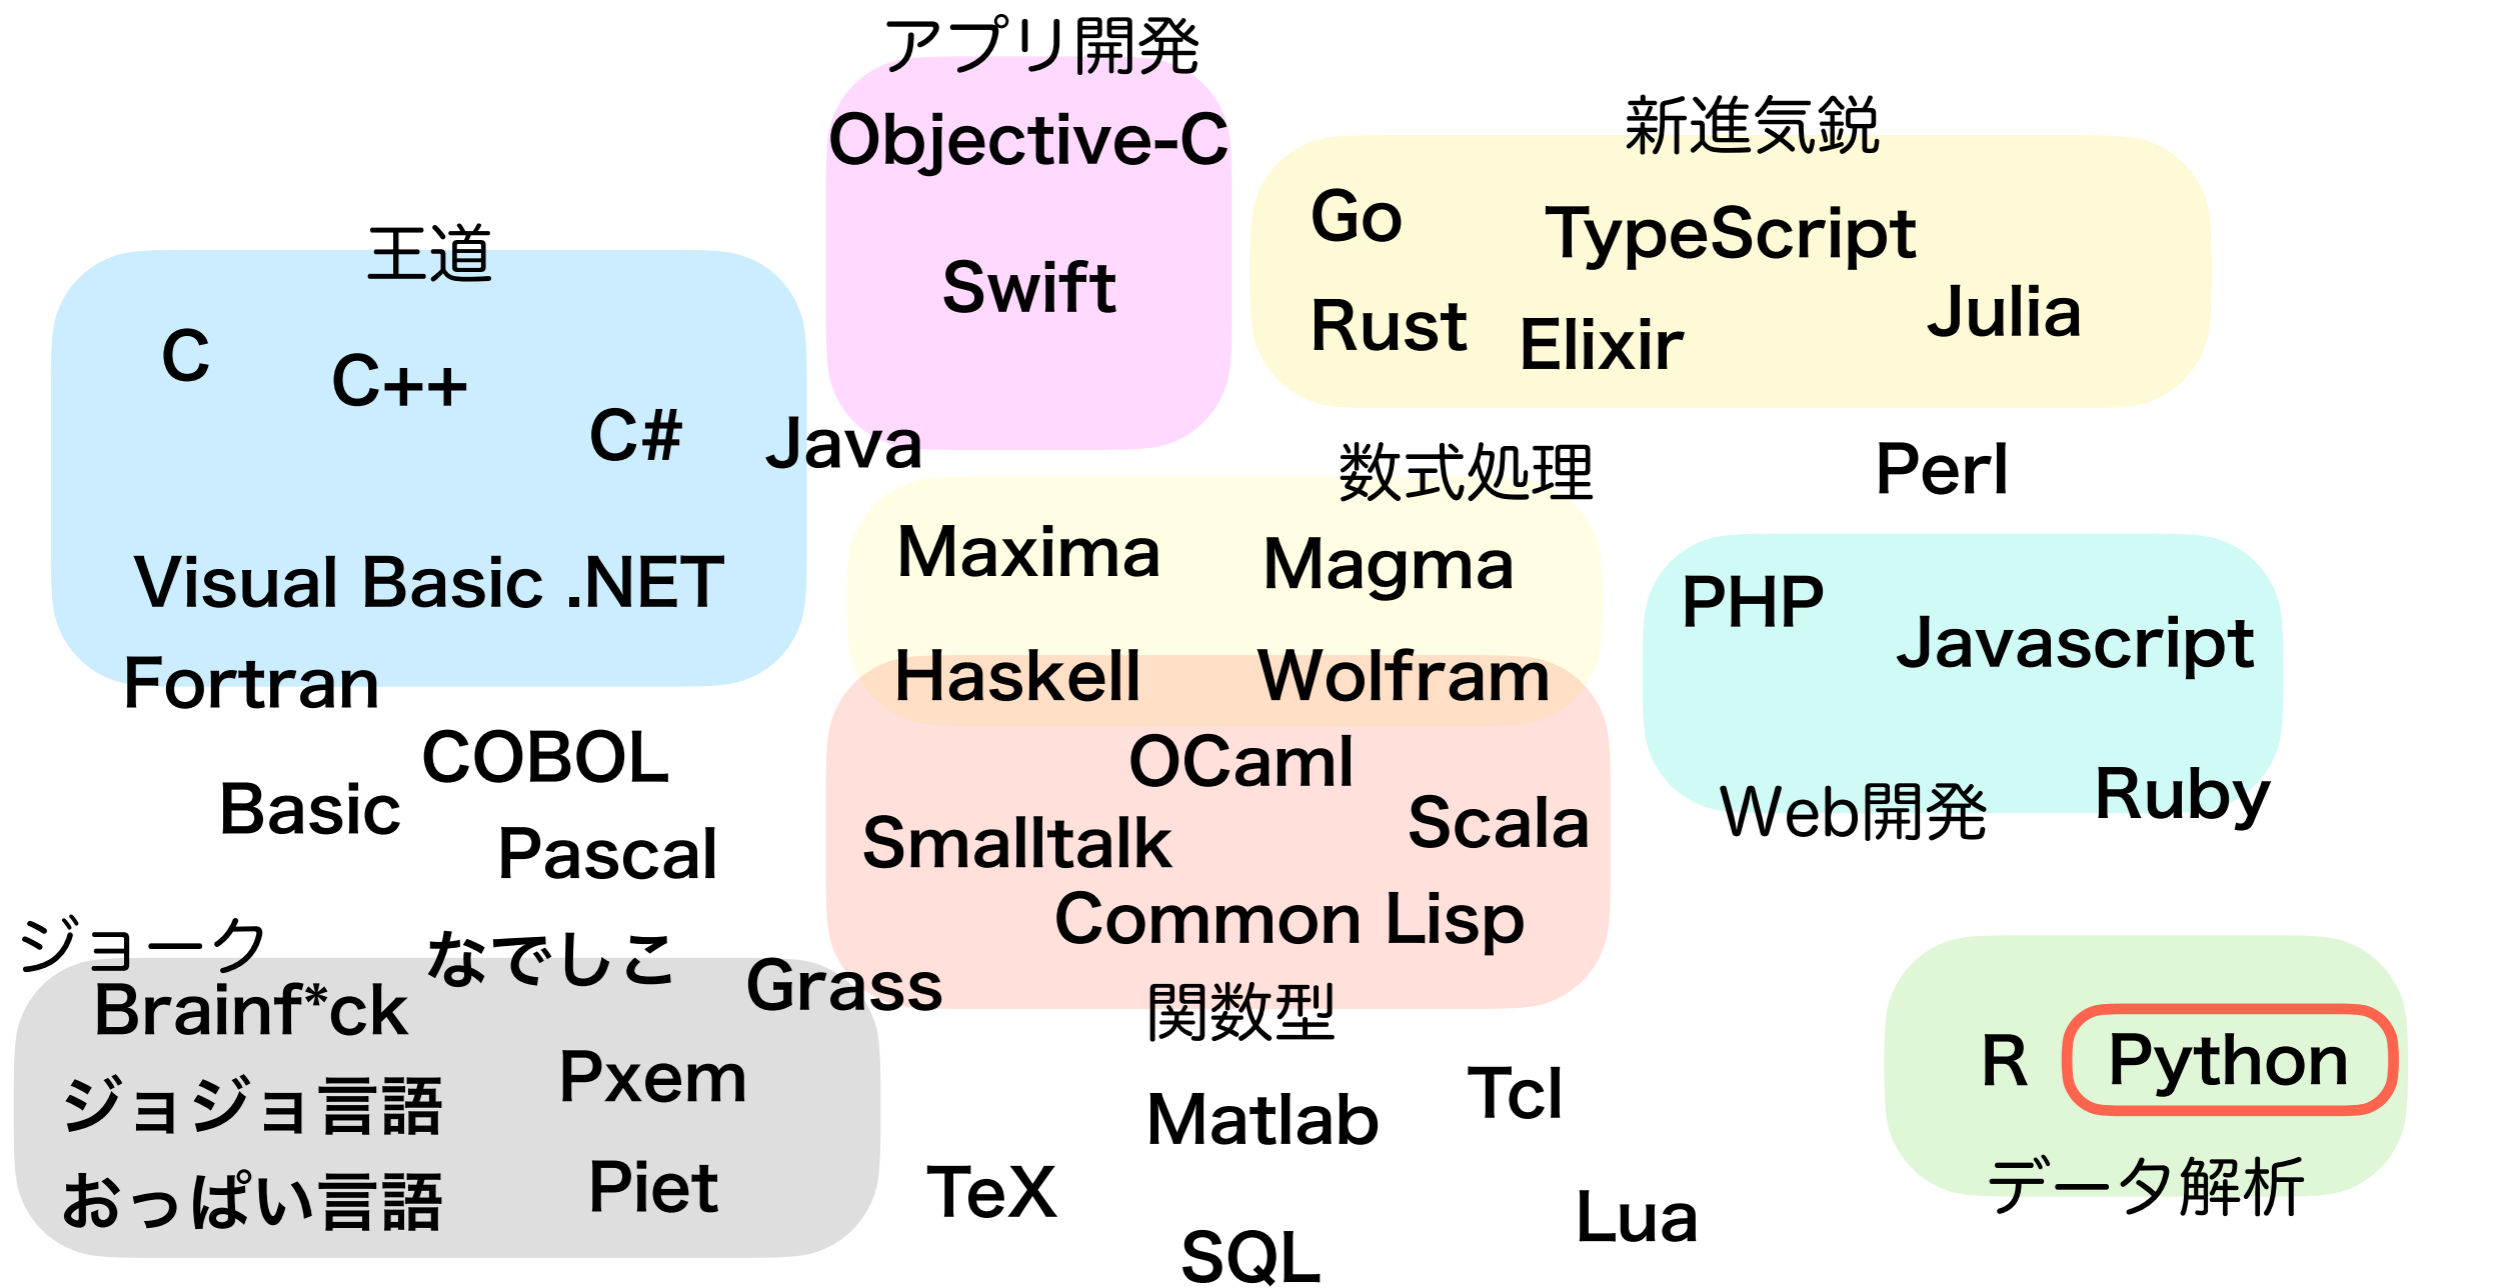 アプリ開発
Objective-C
Swift
新進気鋭
Go
TypeScript
Rust
Elixir
Julia
王道
C
C++
C#
Java
Visual Basic .NET
Fortran
COBOL
Basic
Pascal
数式処理
Maxima
Magma
Haskell
Wolfram
OCaml
Smalltalk
Scala
Common Lisp
関数型
Perl
PHP
Javascript
Web開発
Ruby
ジョーク
なでしこ
Grass
Brainf*ck
ジョジョ言語
Pxem
おっぱい言語
Piet
Matlab
Tcl
TeX
SQL
Lua
R
Python
データ解析